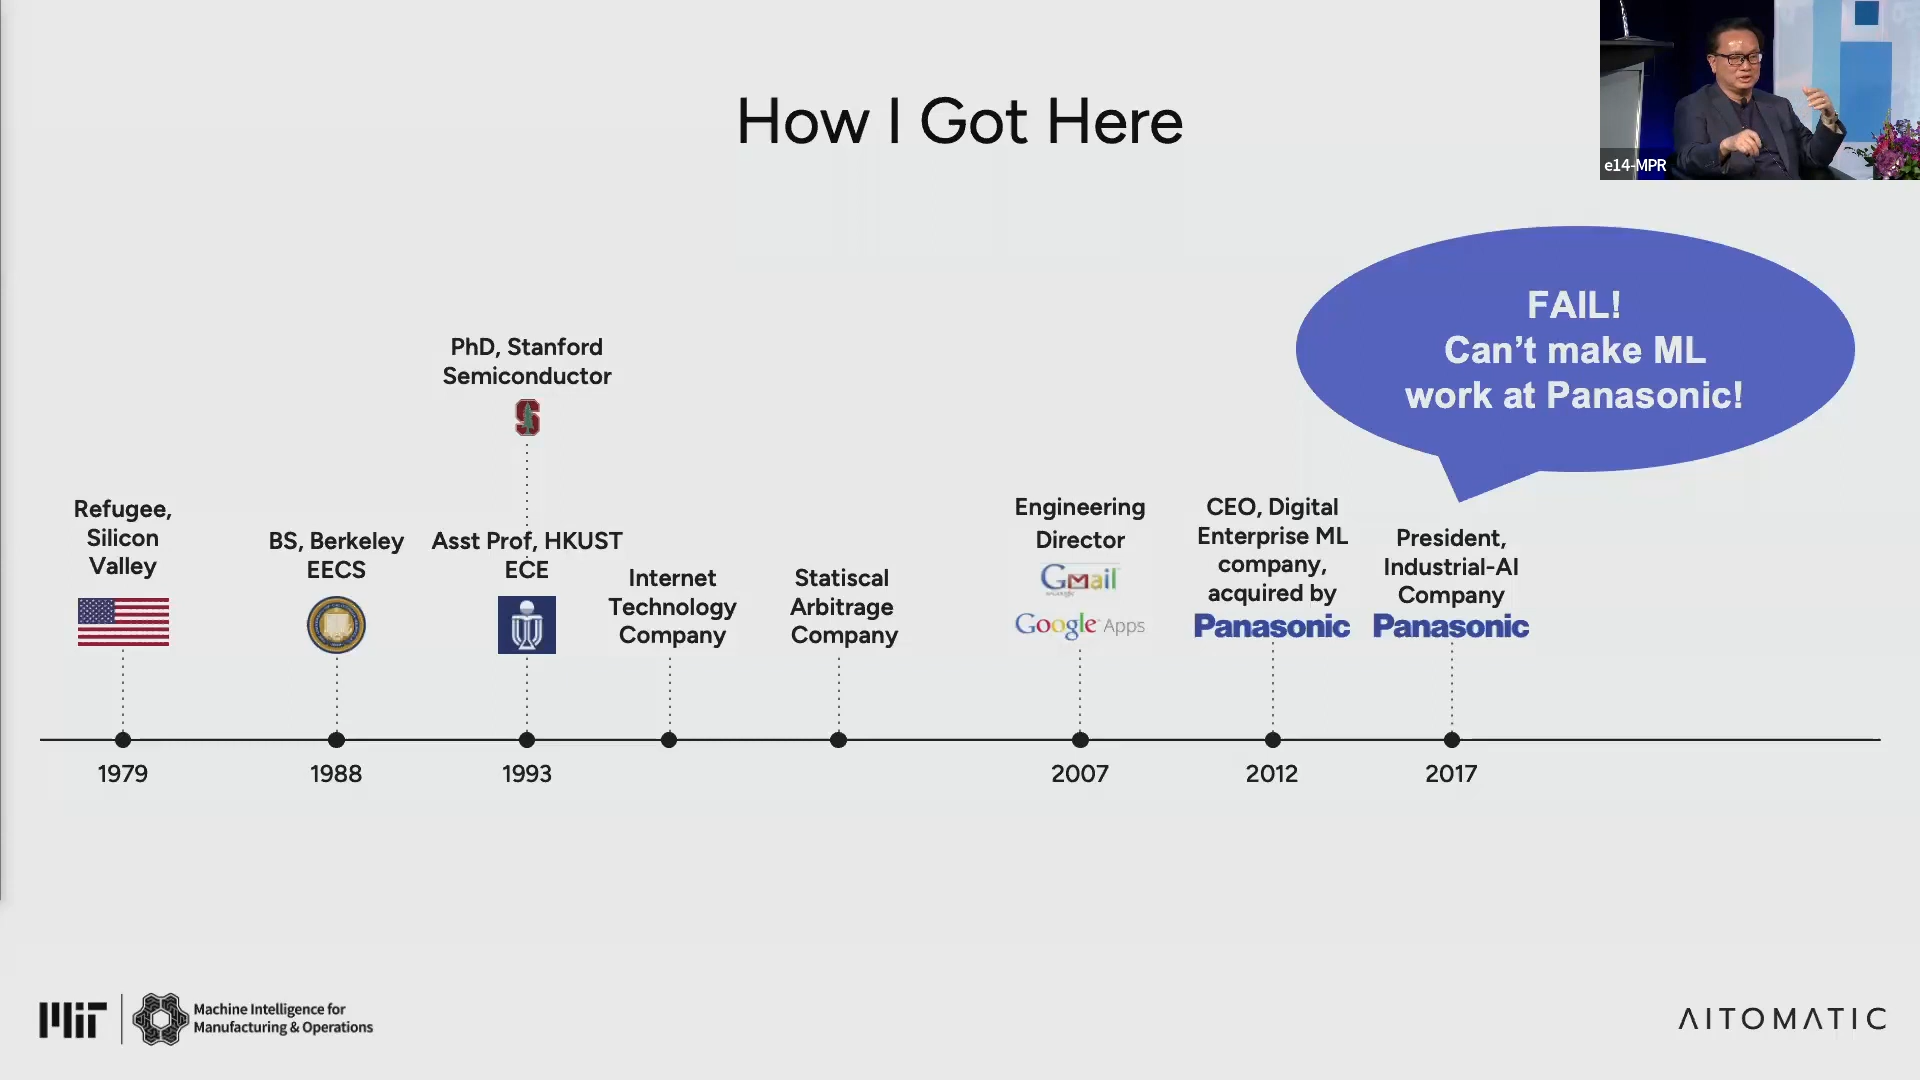 How I Got Here
e14-MPR
FAIL!
Can't make ML
work at Panasonic!
PhD, Stanford
Semiconductor
S
Refugee,
Silicon
Valley
BS, Berkeley
EECS
Asst Prof, HKUST
ECE
Internet
Technology
Company
Statiscal
Arbitrage
Company
Engineering
Director
Gmail
Google Apps
CEO, Digital
Enterprise ML
company,
acquired by
Panasonic
President,
Industrial-AI
Company
Panasonic
1979
1988
1993
2007
2012
2017
MIT
Machine Intelligence for
Manufacturing & Operations
AITOMATIC